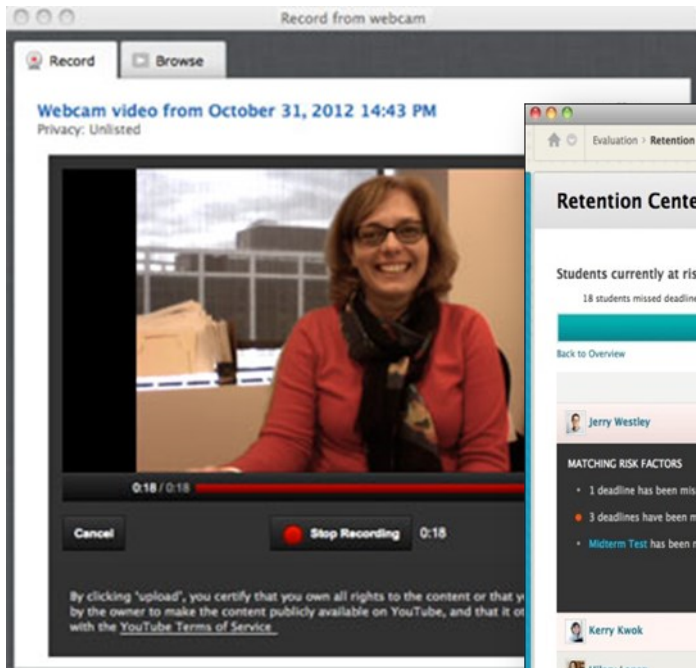 Record from webcam
Record
Browse
Webcam video from October 31, 2012 14:43 PM
Privacy: Unlisted
0:18 / 0:18
Cancel
Stop Recording
0:18
By clicking "upload", you certify that you own all rights to the content or that
by the owner to make the content publicly available on YouTube, and that it
with the YouTube Terms of Service
Evaluation > Retention
Retention
Students currently at
18 students missed
Back to Overview
Jerry Westley
MATCHING RISK FACTORS
1 deadline has been
3 deadlines have been
Midterm Test has been
Kerry Kwok